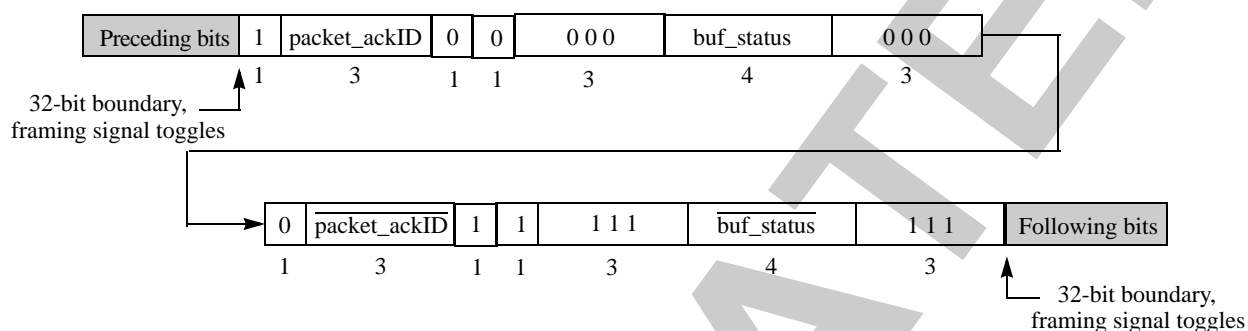 Preceding bits 1 packet_ackID 0 0 0 0 0 buf_status 0 0 0
1 3 1 1 3 4 3
32-bit boundary,
framing signal toggles
0 packet_ackID 1 1 1 1 1 buf_status 1 1 1 Following bits
1 3 1 1 3 4 3
32-bit boundary,
framing signal toggles